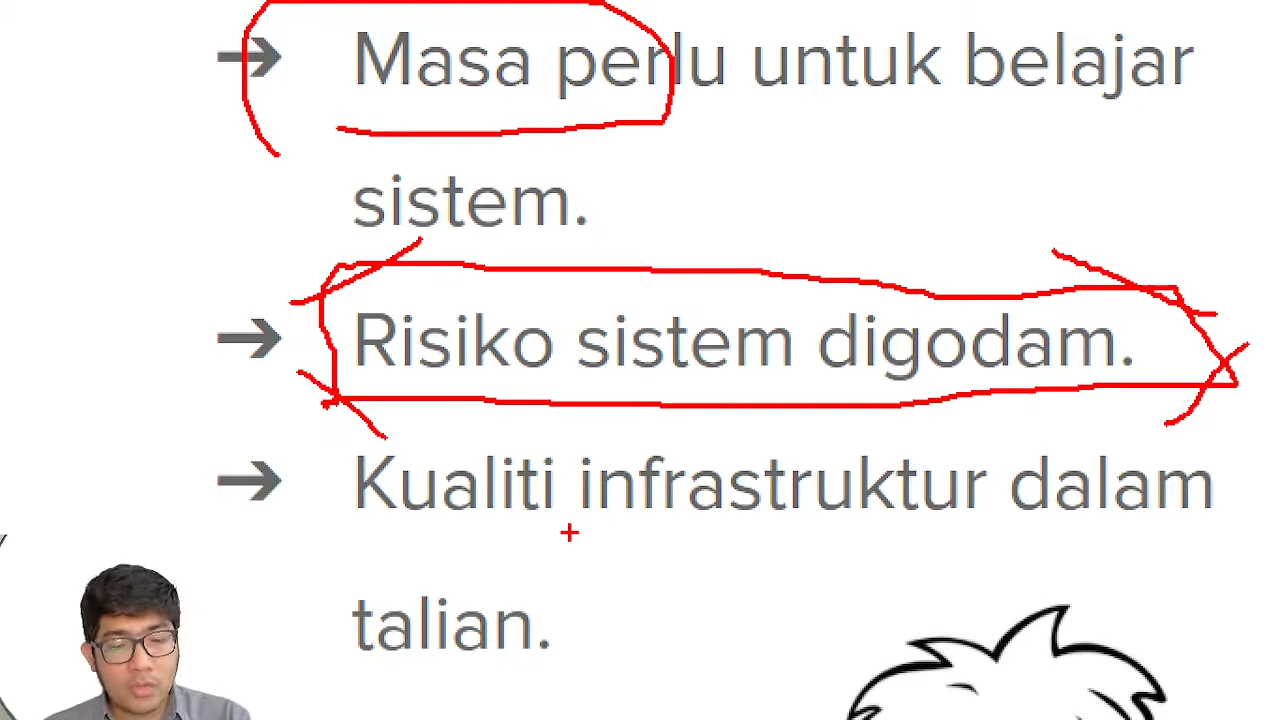 ➔ Masa perlu untuk belajar
sistem.
➔ Risiko sistem digodam.
➔ Kualiti infrastruktur dalam
talian.